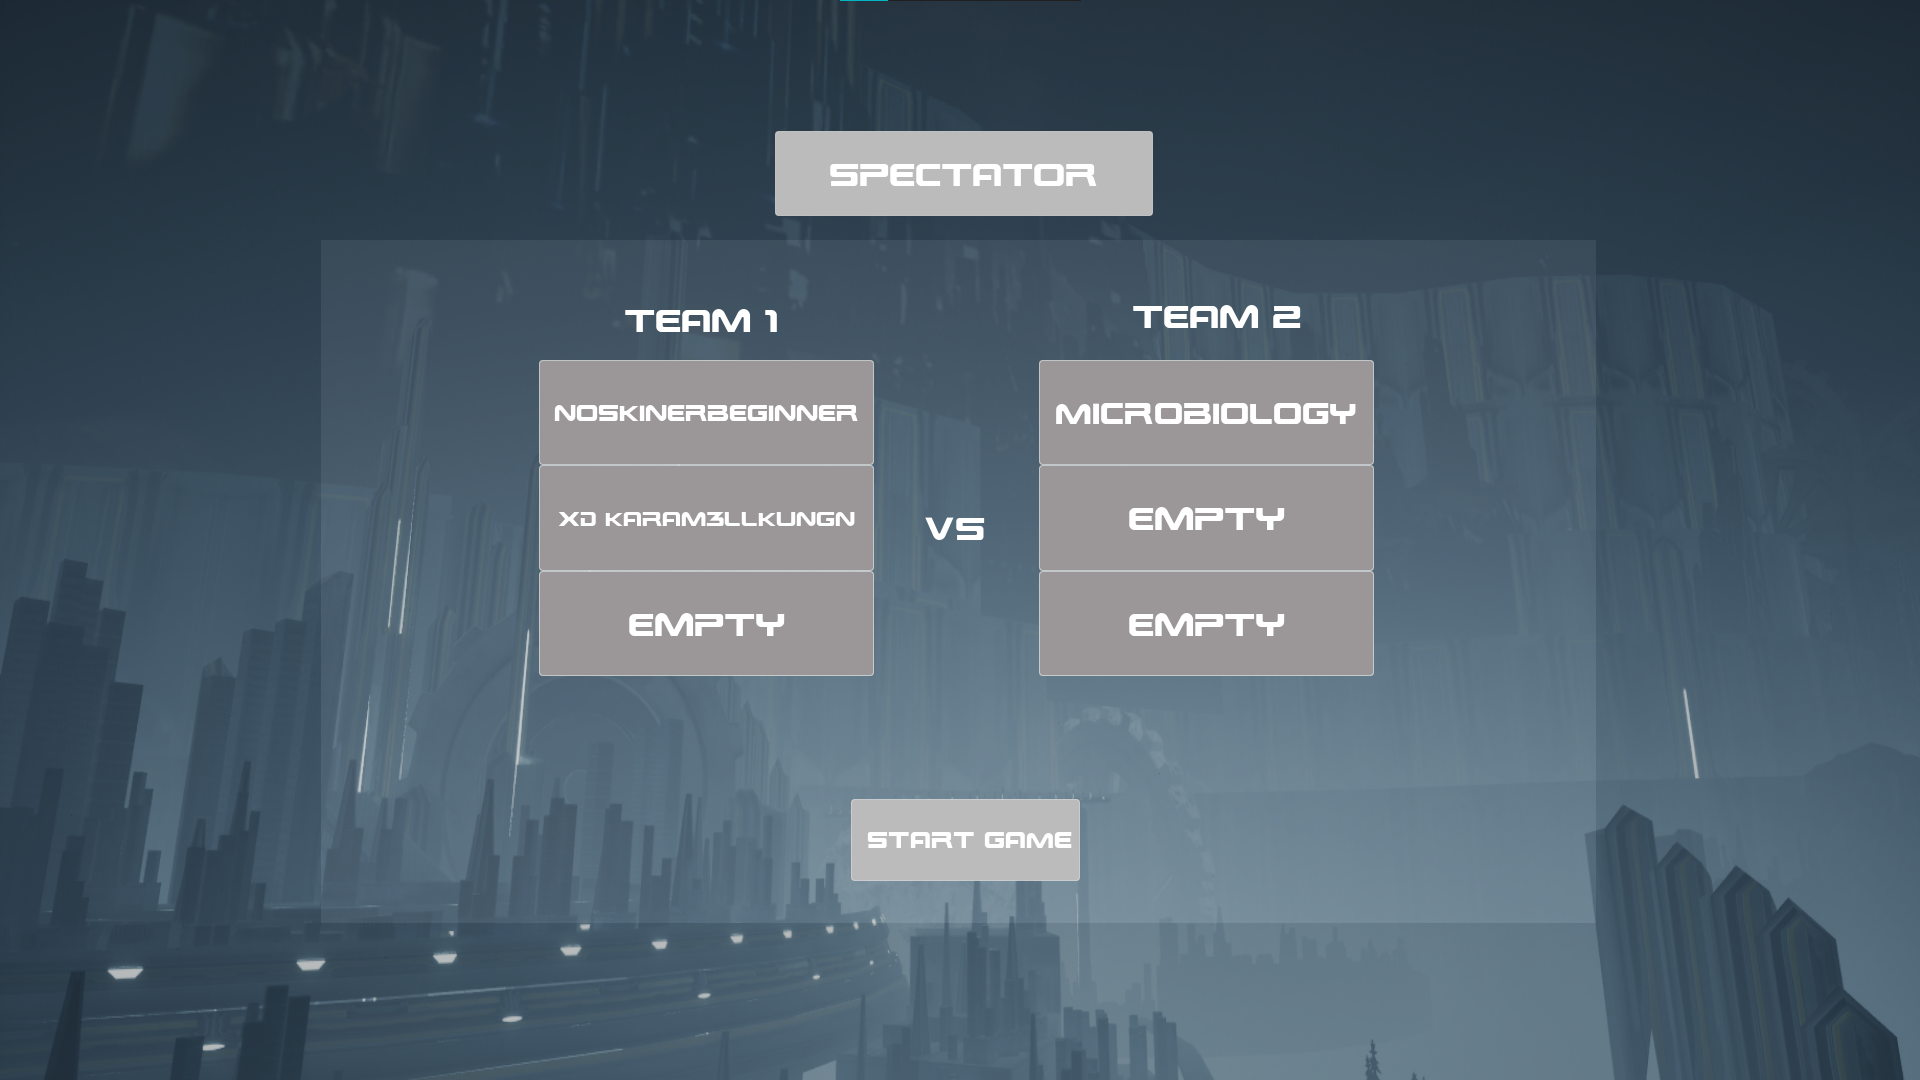 SPECTATOR
TEAM 1
TEAM 2
NOSKINERBEGINNER
MICROBIOLOGY
XD KARAM3LLKUNGN
VS
EMPTY
EMPTY
EMPTY
START GAME